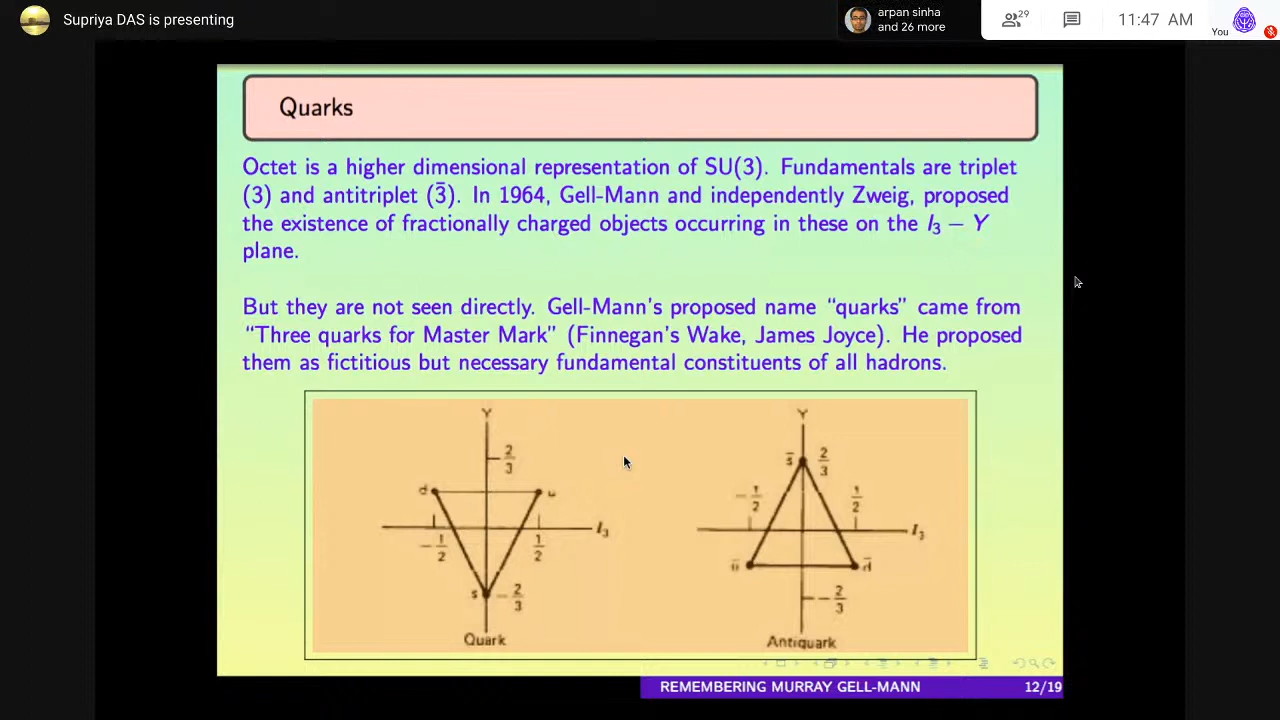 Supriya DAS is presenting
arpan sinha
and 26 more
29
11:47 AM
You
Quarks
Octet is a higher dimensional representation of SU(3). Fundamentals are triplet
(3) and antitriplet (3̄). In 1964, Gell-Mann and independently Zweig, proposed
the existence of fractionally charged objects occurring in these on the I₃ − Y
plane.
But they are not seen directly. Gell-Mann's proposed name “quarks” came from
“Three quarks for Master Mark” (Finnegan's Wake, James Joyce). He proposed
them as fictitious but necessary fundamental constituents of all hadrons.
Y
2/3
d u
I₃
-1/2 1/2
s -2/3
Quark
Y
s̄ 2/3
-1/2 1/2
I₃
ū d̄
-2/3
Antiquark
REMEMBERING MURRAY GELL-MANN 12/19